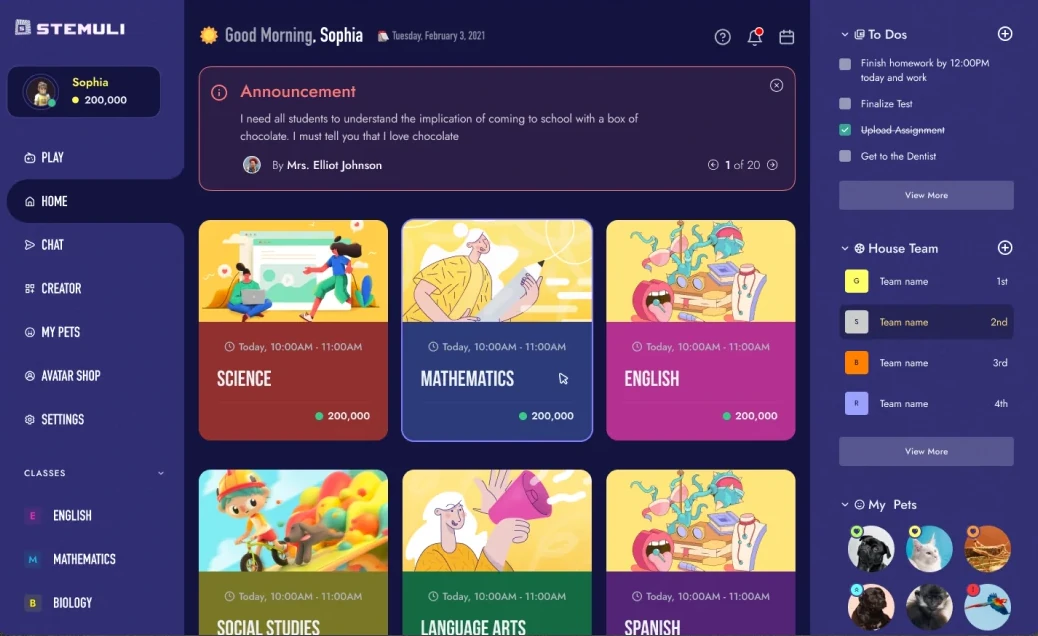 STEMULI
Sophia
200,000
PLAY
HOME
CHAT
CREATOR
MY PETS
AVATAR SHOP
SETTINGS
CLASSES
E ENGLISH
M MATHEMATICS
B BIOLOGY
Good Morning, Sophia
Tuesday, February 3, 2021
Announcement
I need all students to understand the implication of coming to school with a box of
chocolate. I must tell you that I love chocolate
By Mrs. Elliot Johnson
1 of 20
Today, 10:00AM - 11:00AM
SCIENCE
200,000
Today, 10:00AM - 11:00AM
MATHEMATICS
200,000
Today, 10:00AM - 11:00AM
ENGLISH
200,000
Today, 10:00AM - 11:00AM
SOCIAL STUDIES
Today, 10:00AM - 11:00AM
LANGUAGE ARTS
Today, 10:00AM - 11:00AM
SPANISH
To Dos
Finish homework by 12:00PM
today and work
Finalize Test
Upload Assignment
Get to the Dentist
View More
House Team
G Team name 1st
S Team name 2nd
B Team name 3rd
R Team name 4th
View More
My Pets